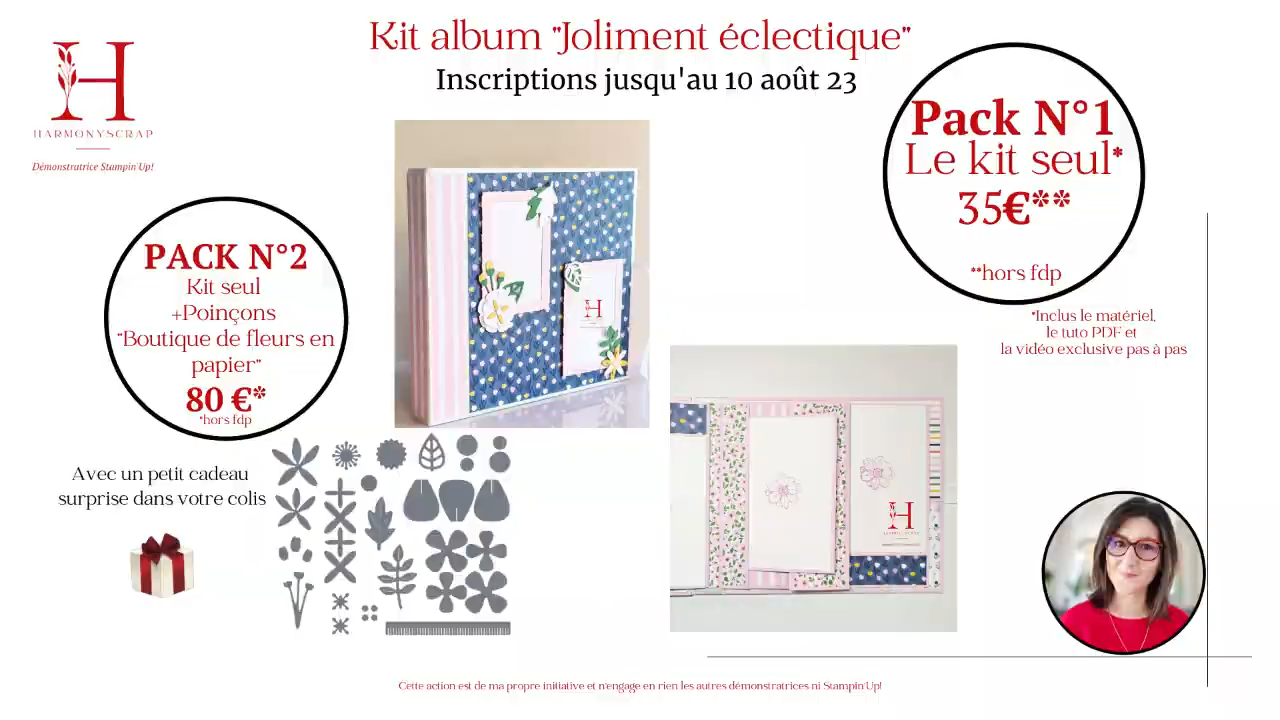 Kit album "Joliment éclectique"
Inscriptions jusqu'au 10 août 23
H
HARMONYSCRAP
Démonstratrice Stampin'Up!
Pack N°1
Le kit seul*
35€**
**hors fdp
*Inclus le matériel,
le tuto PDF et
la vidéo exclusive pas à pas
PACK N°2
Kit seul
+Poinçons
"Boutique de fleurs en
papier"
80 €*
*hors fdp
Avec un petit cadeau
surprise dans votre colis
H
H
Cette action est de ma propre initiative et n'engage en rien les autres démonstratrices ni Stampin'Up!